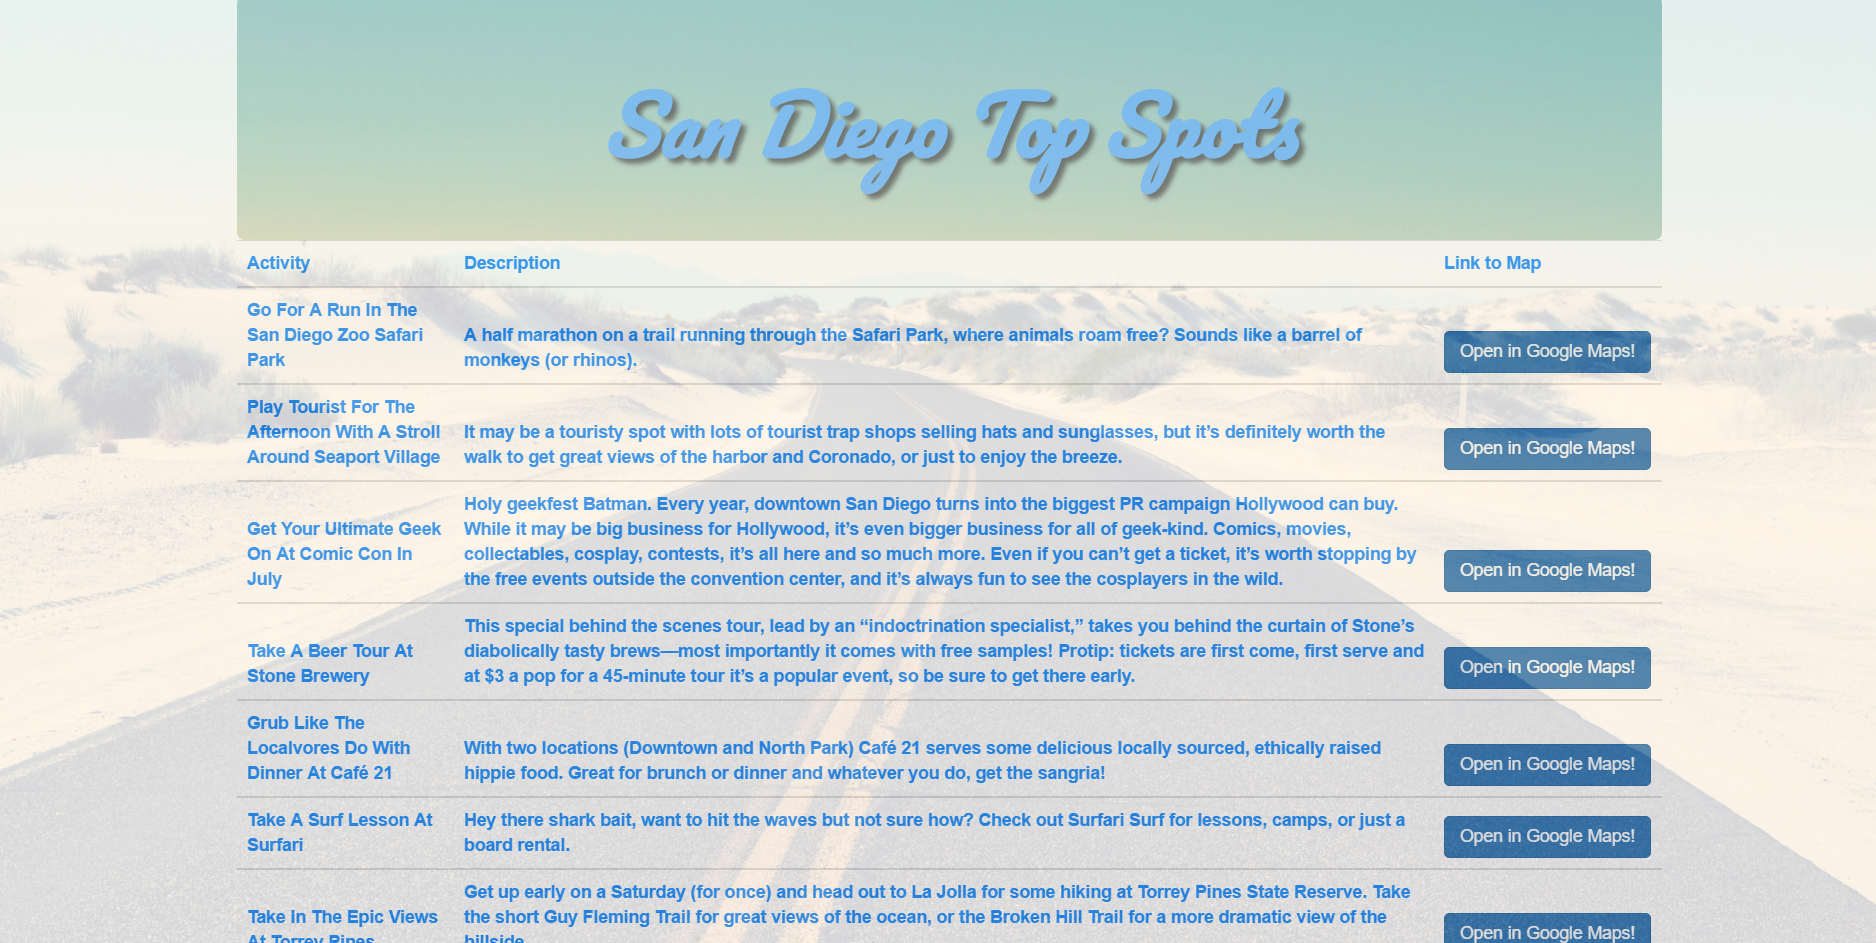 San Diego Top Spots
Activity Description Link to Map
Go For A Run In The
San Diego Zoo Safari
Park
A half marathon on a trail running through the Safari Park, where animals roam free? Sounds like a barrel of
monkeys (or rhinos).
Open in Google Maps!
Play Tourist For The
Afternoon With A Stroll
Around Seaport Village
It may be a touristy spot with lots of tourist trap shops selling hats and sunglasses, but it’s definitely worth the
walk to get great views of the harbor and Coronado, or just to enjoy the breeze.
Open in Google Maps!
Get Your Ultimate Geek
On At Comic Con In
July
Holy geekfest Batman. Every year, downtown San Diego turns into the biggest PR campaign Hollywood can buy.
While it may be big business for Hollywood, it’s even bigger business for all of geek-kind. Comics, movies,
collectables, cosplay, contests, it’s all here and so much more. Even if you can’t get a ticket, it’s worth stopping by
the free events outside the convention center, and it’s always fun to see the cosplayers in the wild.
Open in Google Maps!
Take A Beer Tour At
Stone Brewery
This special behind the scenes tour, lead by an “indoctrination specialist,” takes you behind the curtain of Stone’s
diabolically tasty brews—most importantly it comes with free samples! Protip: tickets are first come, first serve and
at $3 a pop for a 45-minute tour it’s a popular event, so be sure to get there early.
Open in Google Maps!
Grub Like The
Localvores Do With
Dinner At Café 21
With two locations (Downtown and North Park) Café 21 serves some delicious locally sourced, ethically raised
hippie food. Great for brunch or dinner and whatever you do, get the sangria!
Open in Google Maps!
Take A Surf Lesson At
Surfari
Hey there shark bait, want to hit the waves but not sure how? Check out Surfari Surf for lessons, camps, or just a
board rental.
Open in Google Maps!
Take In The Epic Views
At Torrey Pines
Get up early on a Saturday (for once) and head out to La Jolla for some hiking at Torrey Pines State Reserve. Take
the short Guy Fleming Trail for great views of the ocean, or the Broken Hill Trail for a more dramatic view of the
hillside
Open in Google Maps!